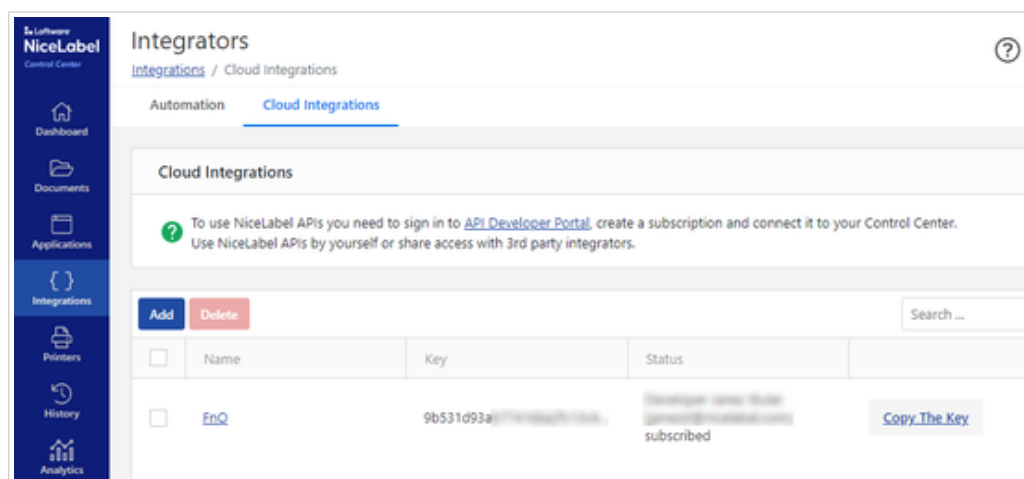 Loftware
NiceLabel
Control Center
Dashboard
Documents
Applications
{ }
Integrations
Printers
History
Analytics
Integrators
Integrations / Cloud Integrations
?
Automation Cloud Integrations
Cloud Integrations
?
To use NiceLabel APIs you need to sign in to API Developer Portal, create a subscription and connect it to your Control Center.
Use NiceLabel APIs by yourself or share access with 3rd party integrators.
Add Delete Search ...
Name Key Status
FnO 9b531d93a subscribed Copy The Key